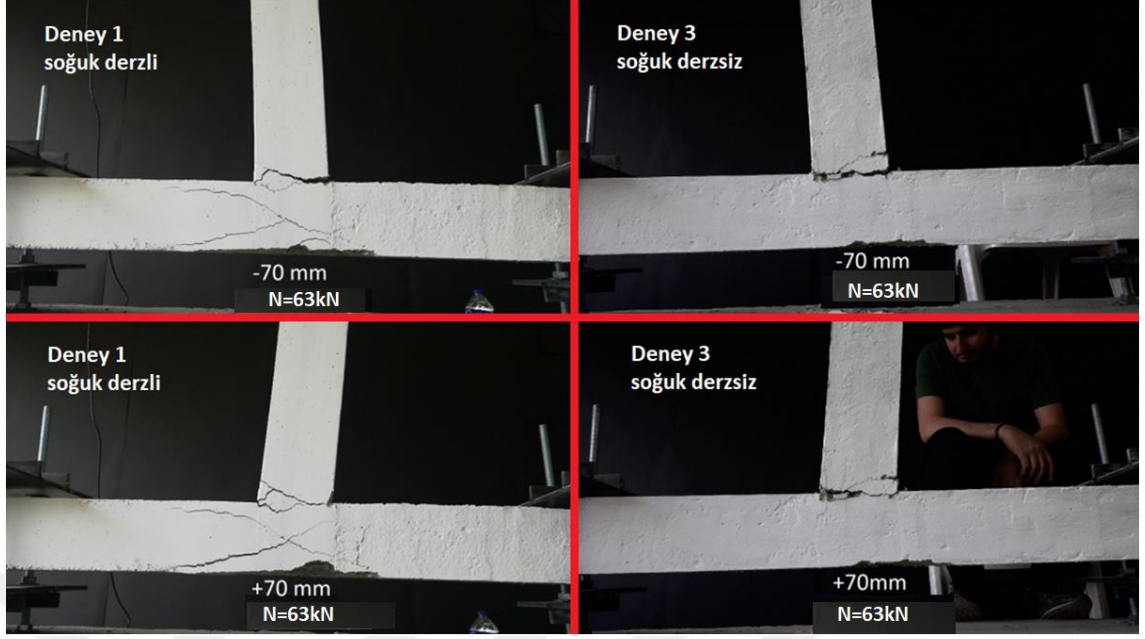 Deney 1
soğuk derzli
-70 mm
N=63kN
Deney 3
soğuk derzsiz
-70 mm
N=63kN
Deney 1
soğuk derzli
+70 mm
N=63kN
Deney 3
soğuk derzsiz
+70mm
N=63kN